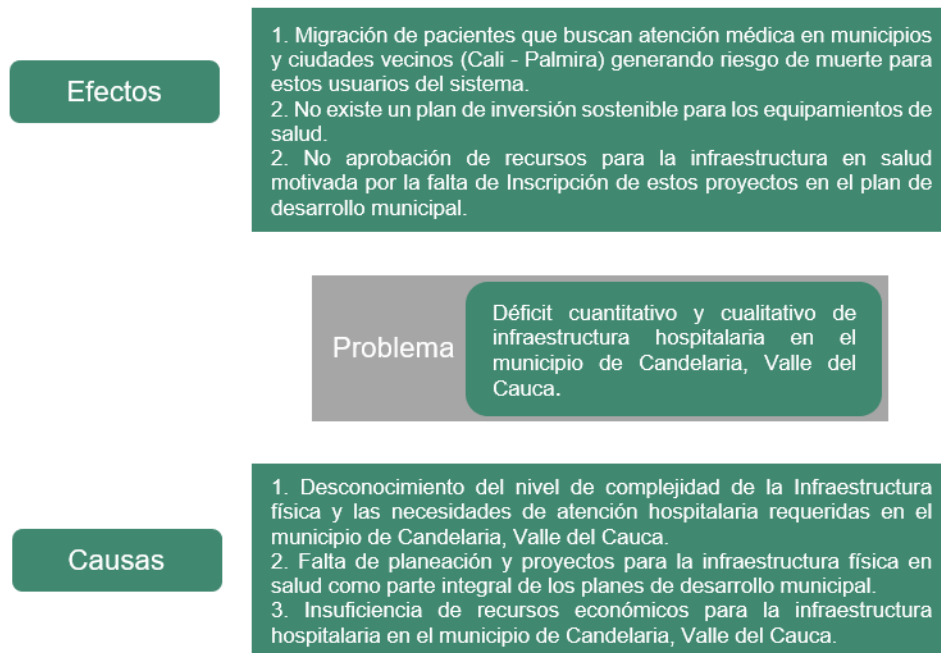 Efectos
1. Migración de pacientes que buscan atención médica en municipios
y ciudades vecinos (Cali - Palmira) generando riesgo de muerte para
estos usuarios del sistema.
2. No existe un plan de inversión sostenible para los equipamientos de
salud.
2. No aprobación de recursos para la infraestructura en salud
motivada por la falta de Inscripción de estos proyectos en el plan de
desarrollo municipal.
Problema
Déficit cuantitativo y cualitativo de
infraestructura hospitalaria en el
municipio de Candelaria, Valle del
Cauca.
Causas
1. Desconocimiento del nivel de complejidad de la Infraestructura
física y las necesidades de atención hospitalaria requeridas en el
municipio de Candelaria, Valle del Cauca.
2. Falta de planeación y proyectos para la infraestructura física en
salud como parte integral de los planes de desarrollo municipal.
3. Insuficiencia de recursos económicos para la infraestructura
hospitalaria en el municipio de Candelaria, Valle del Cauca.